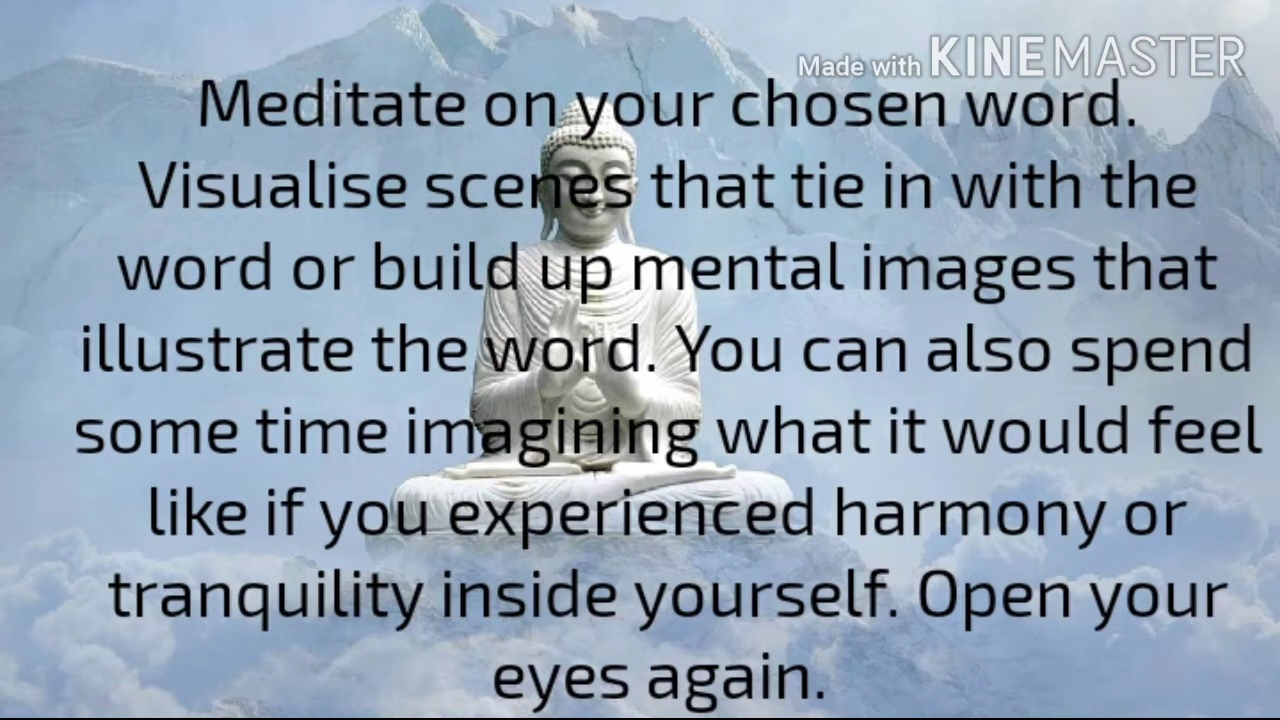 Made with KINEMASTER
Meditate on your chosen word.
Visualise scenes that tie in with the
word or build up mental images that
illustrate the word. You can also spend
some time imagining what it would feel
like if you experienced harmony or
tranquility inside yourself. Open your
eyes again.